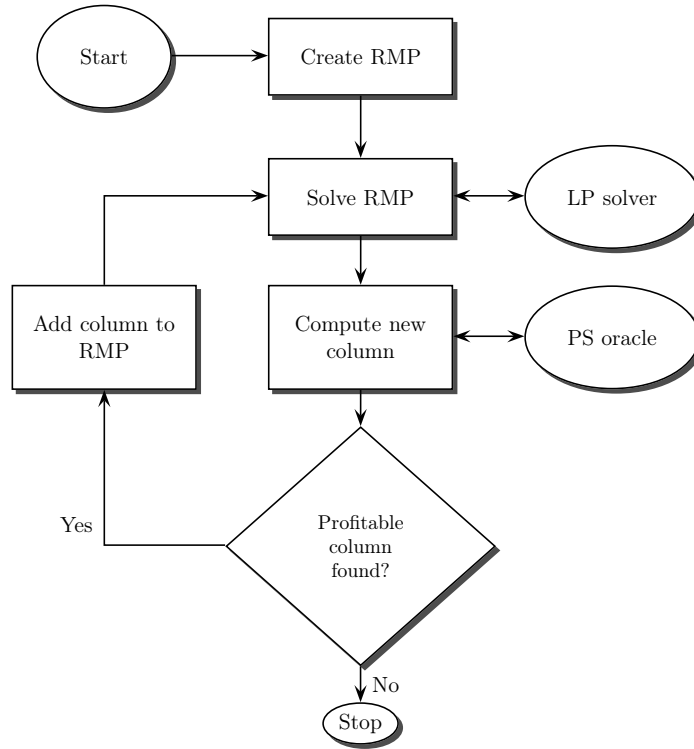 Start
Create RMP
Solve RMP
LP solver
Add column to
RMP
Compute new
column
PS oracle
Profitable
column
found?
Yes
No
Stop